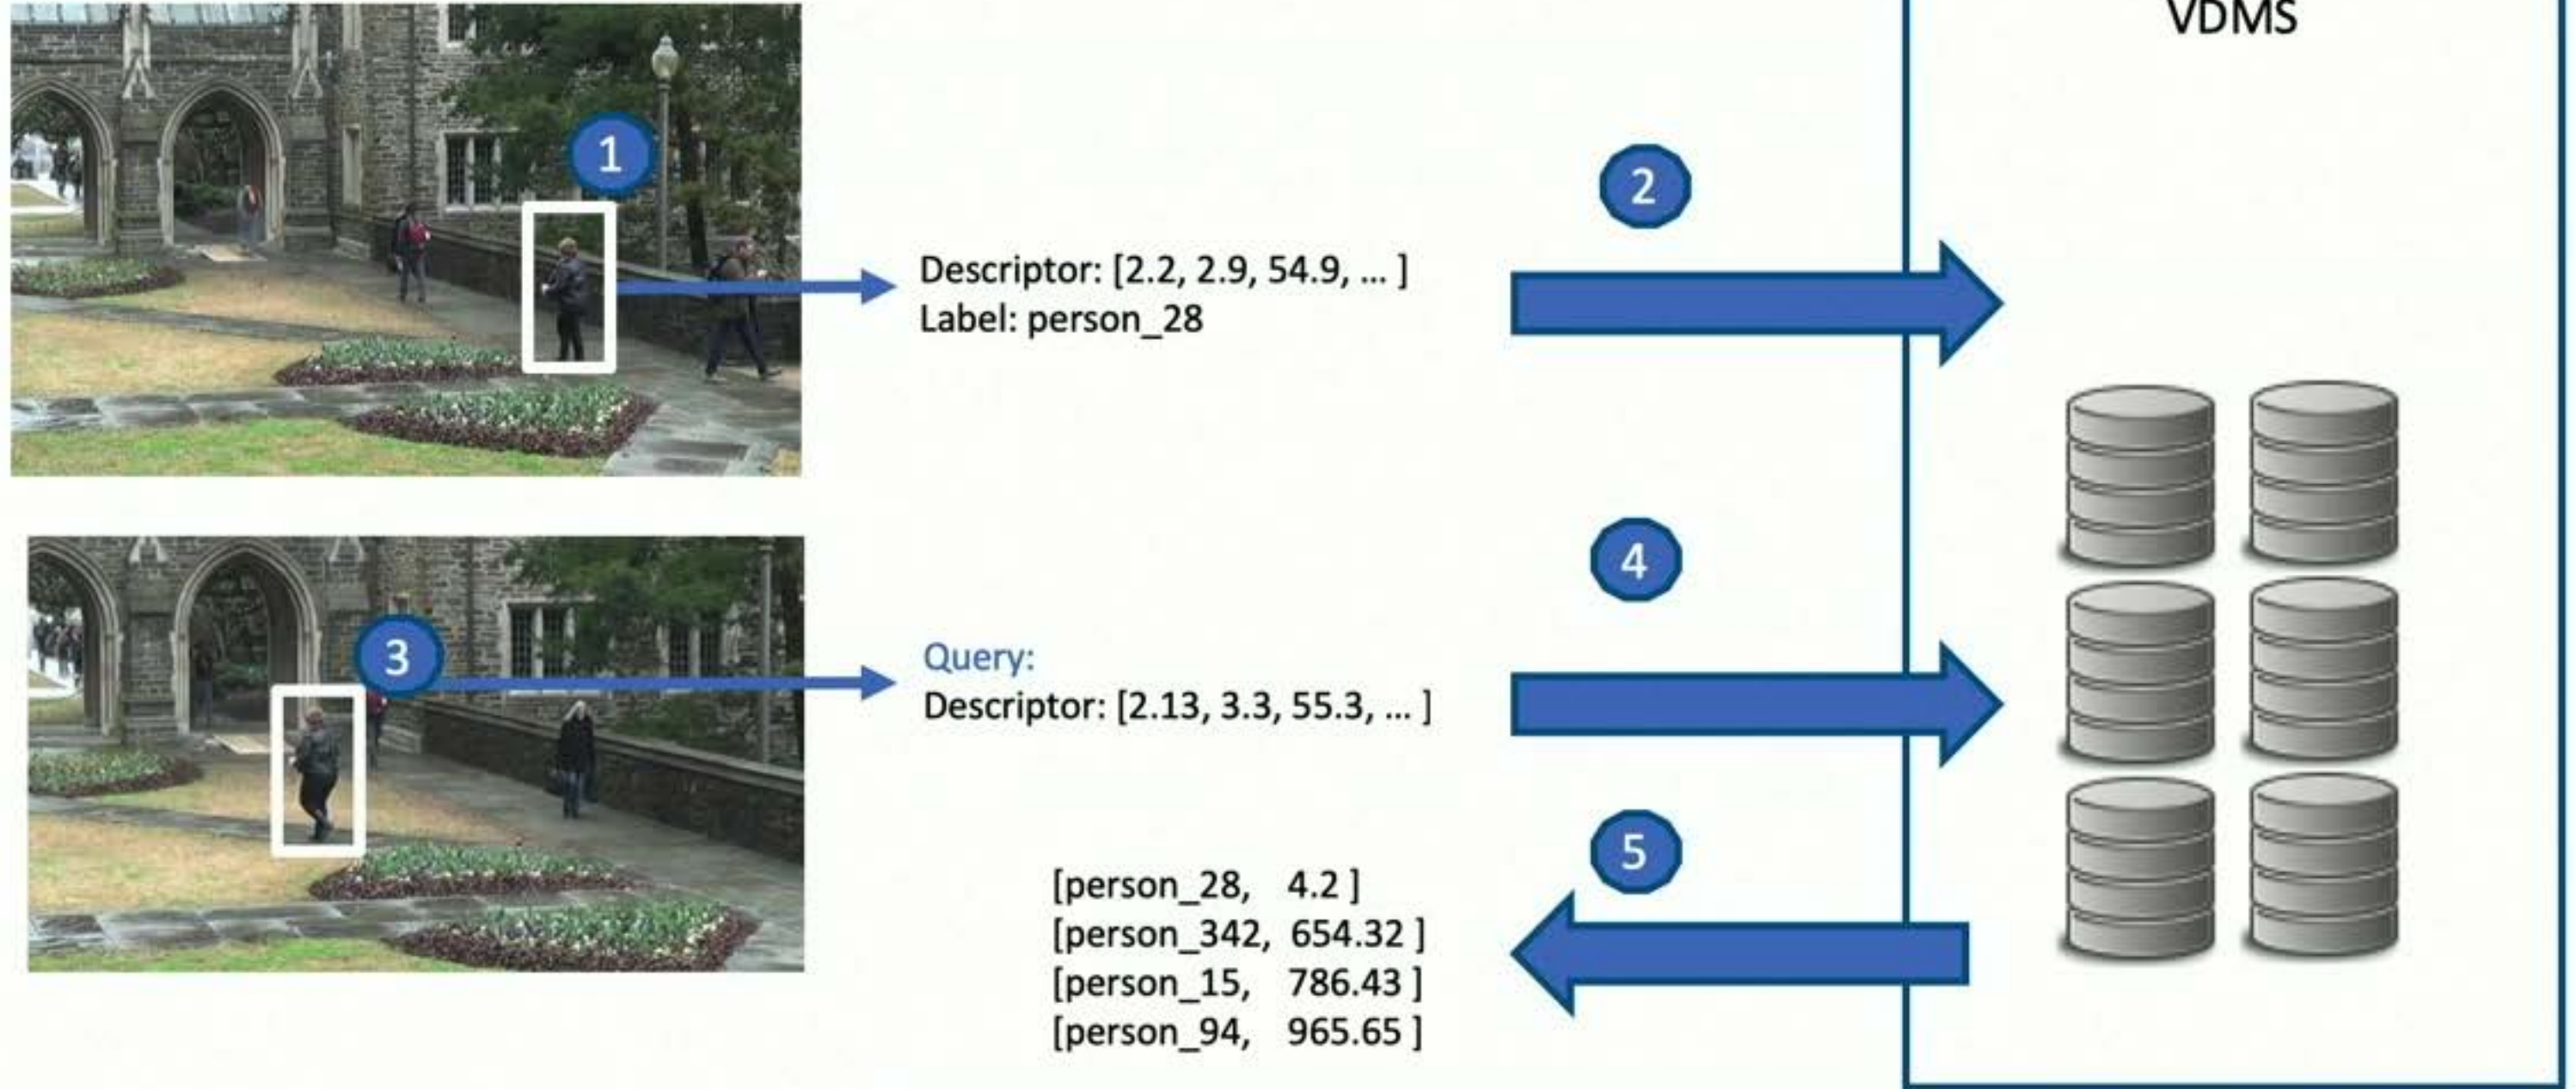 VDMS
1
2
Descriptor: [2.2, 2.9, 54.9, ... ]
Label: person_28
4
3
Query:
Descriptor: [2.13, 3.3, 55.3, ... ]
5
[person_28, 4.2 ]
[person_342, 654.32 ]
[person_15, 786.43 ]
[person_94, 965.65 ]